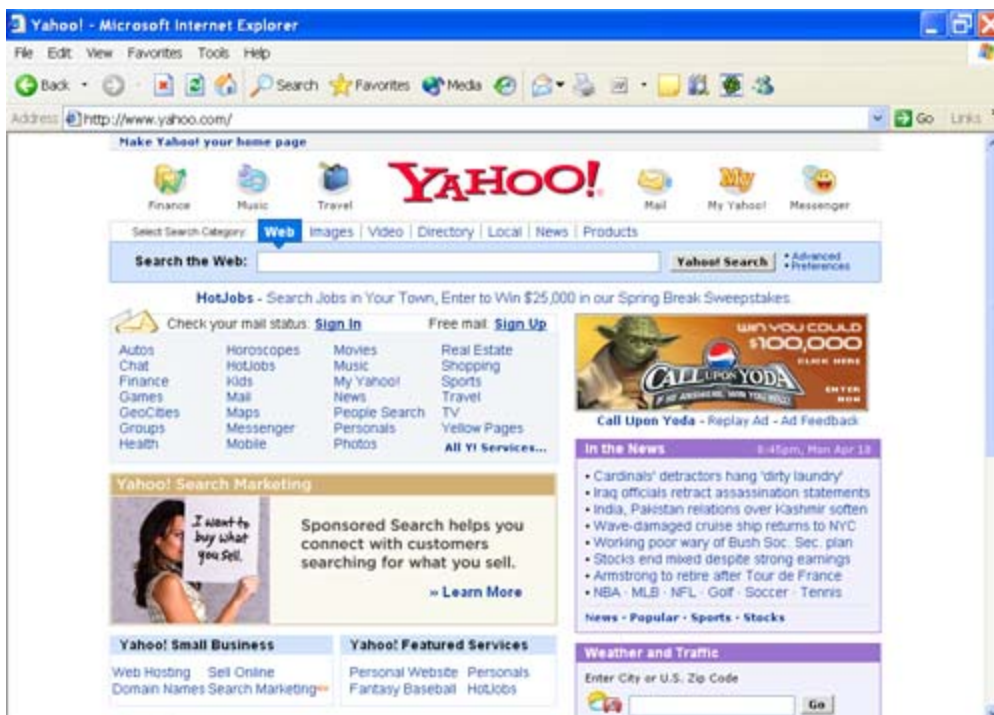 Yahoo! - Microsoft Internet Explorer
File Edit View Favorites Tools Help
Back Search Favorites Media
Address http://www.yahoo.com/ Go Links
Make Yahoo! your home page
YAHOO!
Finance Music Travel Mail My Yahoo! Messenger
Select Search Category: Web Images | Video | Directory | Local | News | Products
Search the Web: Yahoo! Search • Advanced
• Preferences
HotJobs - Search Jobs in Your Town, Enter to Win $25,000 in our Spring Break Sweepstakes
Check your mail status: Sign In Free mail: Sign Up
Autos Horoscopes Movies Real Estate
Chat HotJobs Music Shopping
Finance Kids My Yahoo! Sports
Games Mail News Travel
GeoCities Maps People Search TV
Groups Messenger Personals Yellow Pages
Health Mobile Photos All Y! Services...
WIN YOU COULD
$100,000
CLICK HERE
CALL UPON YODA
IF HE ANSWERS, WIN YOU WILL!
ENTER
NOW
Call Upon Yoda - Replay Ad - Ad Feedback
Yahoo! Search Marketing
I want to
buy what
you sell.
Sponsored Search helps you
connect with customers
searching for what you sell.
» Learn More
In the News 8:45pm, Mon Apr 18
• Cardinals' detractors hang 'dirty laundry'
• Iraq officials retract assassination statements
• India, Pakistan relations over Kashmir soften
• Wave-damaged cruise ship returns to NYC
• Working poor wary of Bush Soc. Sec. plan
• Stocks end mixed despite strong earnings
• Armstrong to retire after Tour de France
• NBA · MLB · NFL · Golf · Soccer · Tennis
News - Popular - Sports - Stocks
Yahoo! Small Business
Web Hosting Sell Online
Domain Names Search Marketing
Yahoo! Featured Services
Personal Website Personals
Fantasy Baseball HotJobs
Weather and Traffic
Enter City or U.S. Zip Code
Go